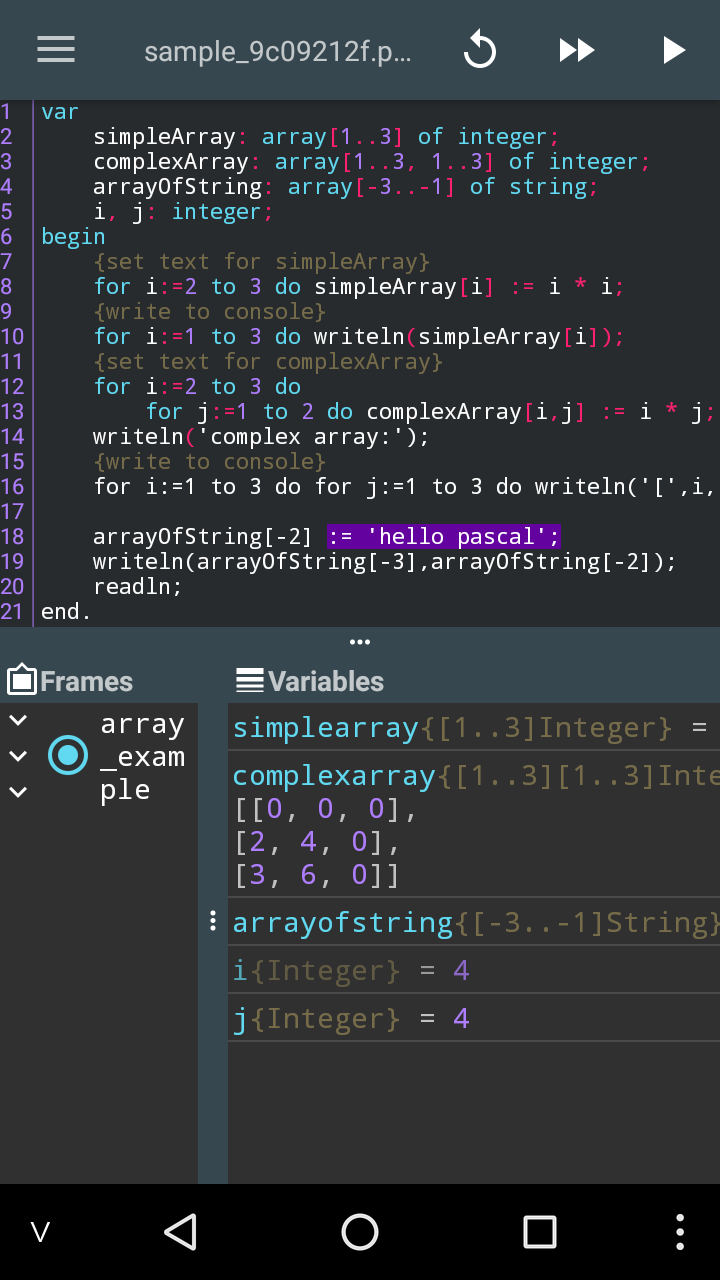 sample_9c09212f.p...
1 var
2 simpleArray: array[1..3] of integer;
3 complexArray: array[1..3, 1..3] of integer;
4 arrayOfString: array[-3..-1] of string;
5 i, j: integer;
6 begin
7 {set text for simpleArray}
8 for i:=2 to 3 do simpleArray[i] := i * i;
9 {write to console}
10 for i:=1 to 3 do writeln(simpleArray[i]);
11 {set text for complexArray}
12 for i:=2 to 3 do
13 for j:=1 to 2 do complexArray[i,j] := i * j;
14 writeln('complex array:');
15 {write to console}
16 for i:=1 to 3 do for j:=1 to 3 do writeln('[',i,
17
18 arrayOfString[-2] := 'hello pascal';
19 writeln(arrayOfString[-3],arrayOfString[-2]);
20 readln;
21 end.
Frames
array
_exam
ple
Variables
simplearray{[1..3]Integer} =
complexarray{[1..3][1..3]Inte
[[0, 0, 0],
[2, 4, 0],
[3, 6, 0]]
arrayofstring{[-3..-1]String}
i{Integer} = 4
j{Integer} = 4